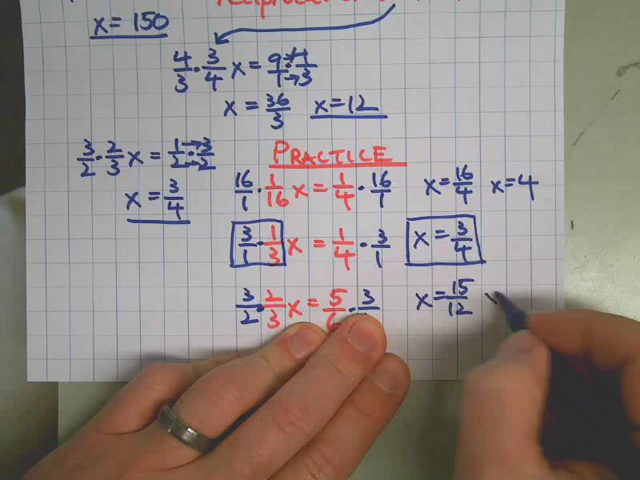 x = 150
4/3 · 3/4 x = 9/1 · 4/3
x = 36/3 x = 12
3/2 · 2/3 x = 1/2 · 3/2
x = 3/4
PRACTICE
16/1 · 1/16 x = 1/4 · 16/1 x = 16/4 x = 4
3/1 · 1/3 x = 1/4 · 3/1 x = 3/4
3/2 · 2/3 x = 5/ · 3/ x = 15/12